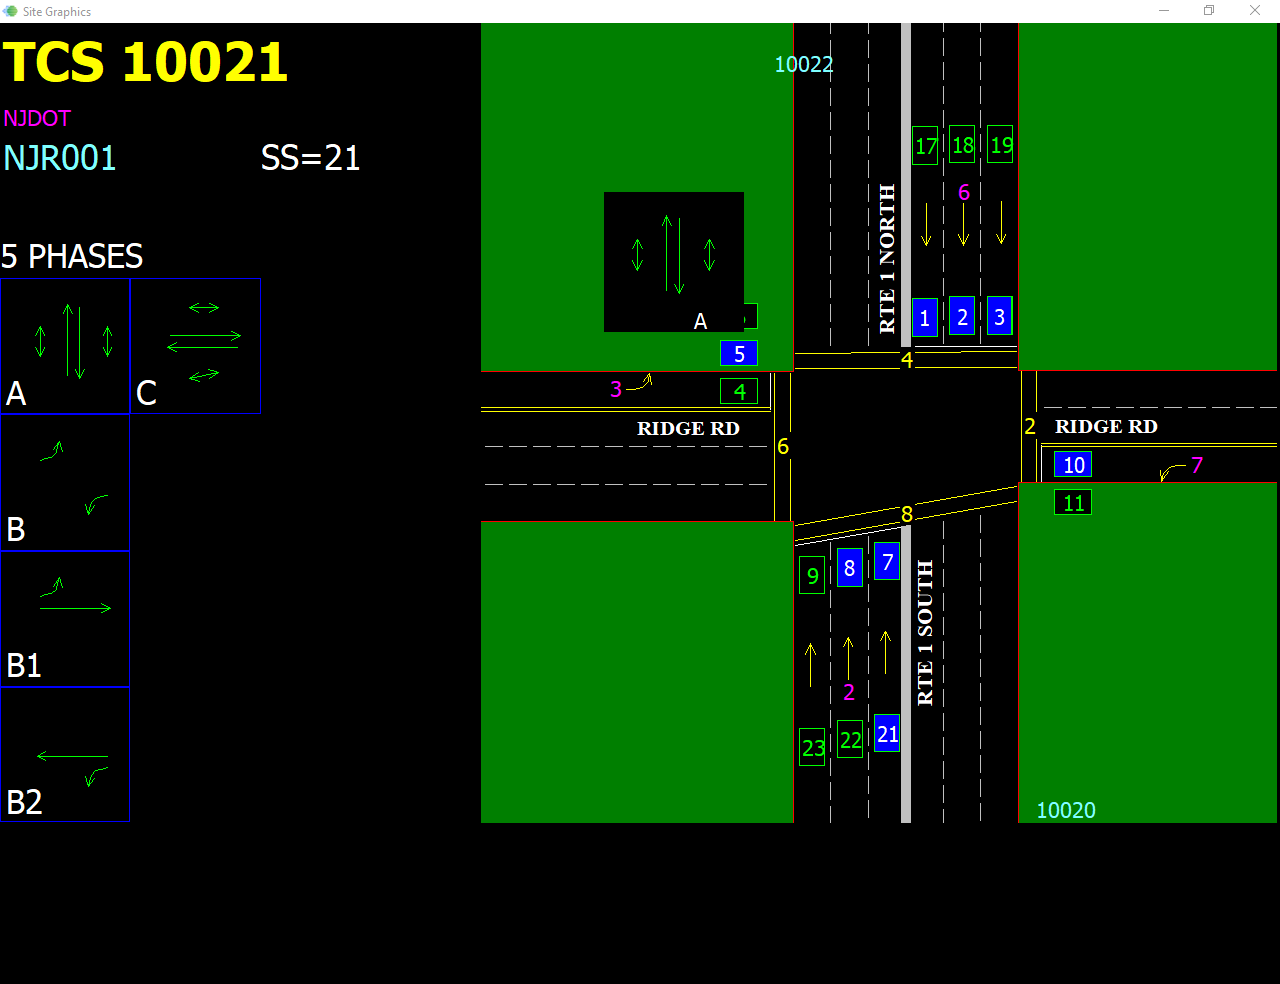 Site Graphics
TCS 10021
NJDOT
NJR001
SS=21
5 PHASES
A
C
B
B1
B2
10022
17
18
19
6
RTE 1 NORTH
1
2
3
A
5
4
3
4
RIDGE RD
6
2
RIDGE RD
10
7
11
8
9
8
7
RTE 1 SOUTH
2
23
22
21
10020